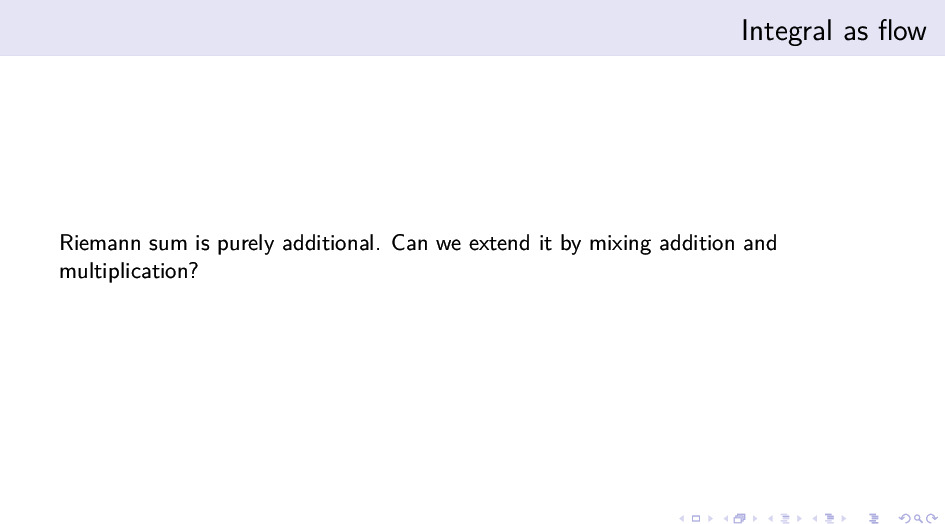 Integral as flow
Riemann sum is purely additional. Can we extend it by mixing addition and
multiplication?